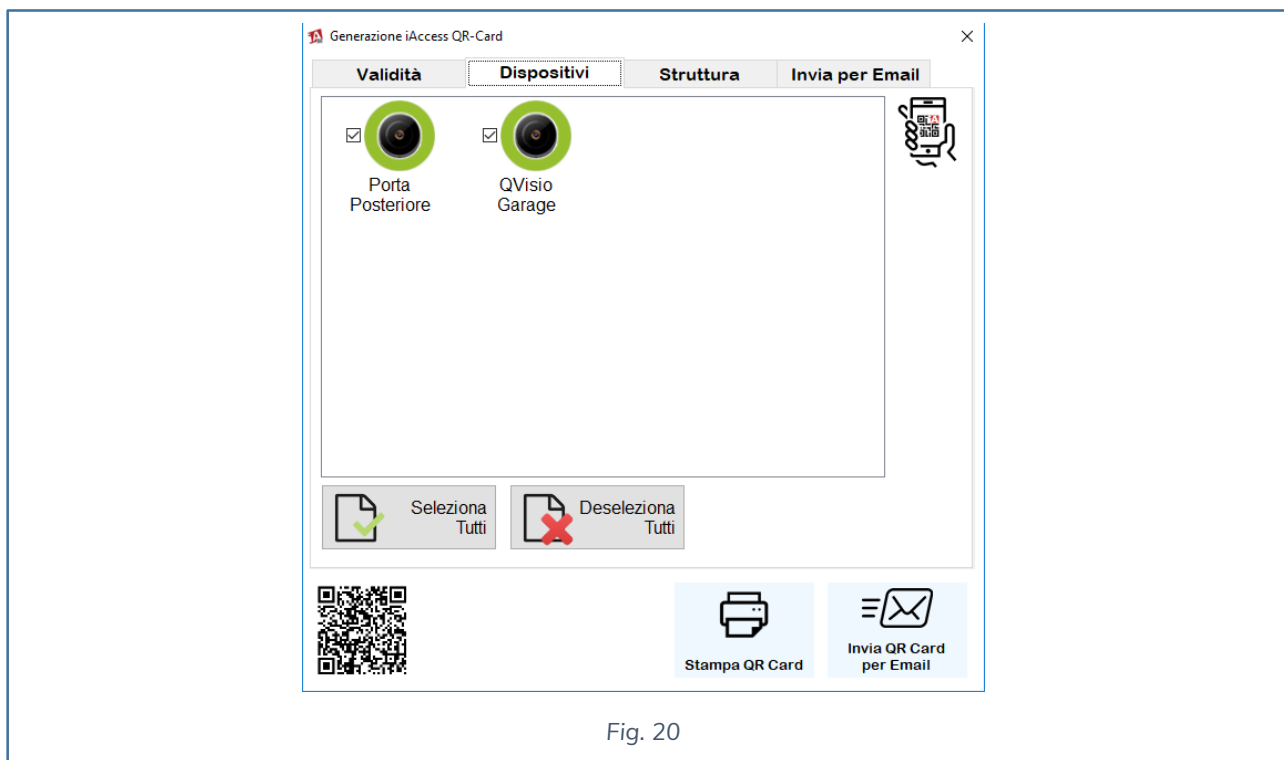 Generazione iAccess QR-Card
Validità Dispositivi Struttura Invia per Email
Porta
Posteriore
QVisio
Garage
Seleziona
Tutti
Deseleziona
Tutti
Stampa QR Card
Invia QR Card
per Email
Fig. 20